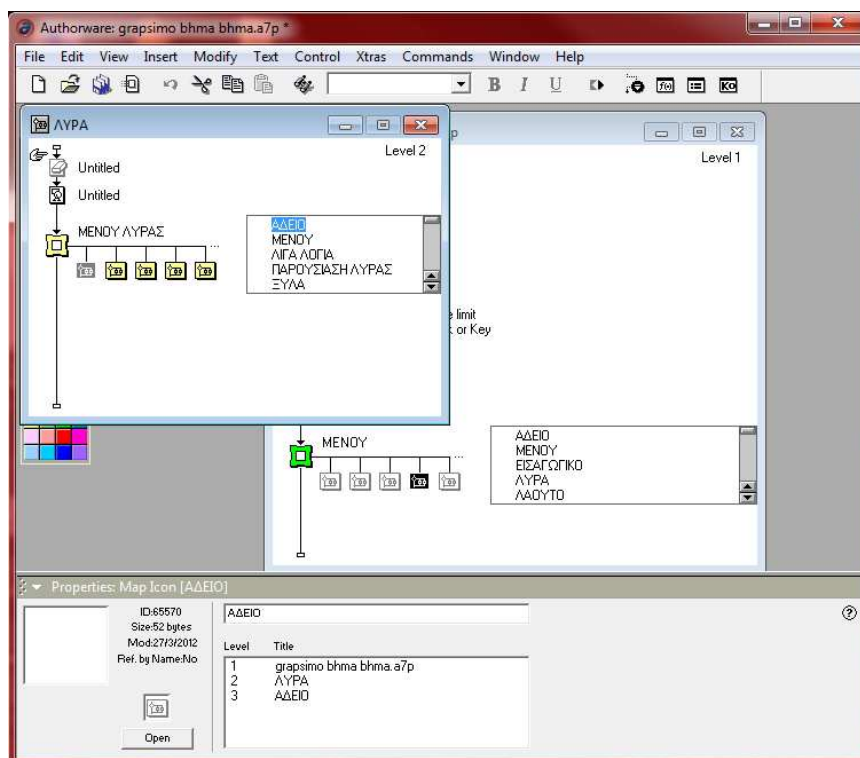 Authorware: grapsimo bhma bhma.a7p *
File Edit View Insert Modify Text Control Xtras Commands Window Help
B I U
ΛΥΡΑ
Level 2
Untitled
Untitled
ΜΕΝΟΥ ΛΥΡΑΣ
ΑΔΕΙΟ
ΜΕΝΟΥ
ΛΙΓΑ ΛΟΓΙΑ
ΠΑΡΟΥΣΙΑΣΗ ΛΥΡΑΣ
ΞΥΛΑ
p
Level 1
e limit
or Key
ΜΕΝΟΥ
ΑΔΕΙΟ
ΜΕΝΟΥ
ΕΙΣΑΓΩΓΙΚΟ
ΛΥΡΑ
ΛΑΟΥΤΟ
Properties: Map Icon [ΑΔΕΙΟ]
ID:65570
Size:52 bytes
Mod:27/3/2012
Ref. by Name:No
Open
ΑΔΕΙΟ
Level Title
1 grapsimo bhma bhma.a7p
2 ΛΥΡΑ
3 ΑΔΕΙΟ